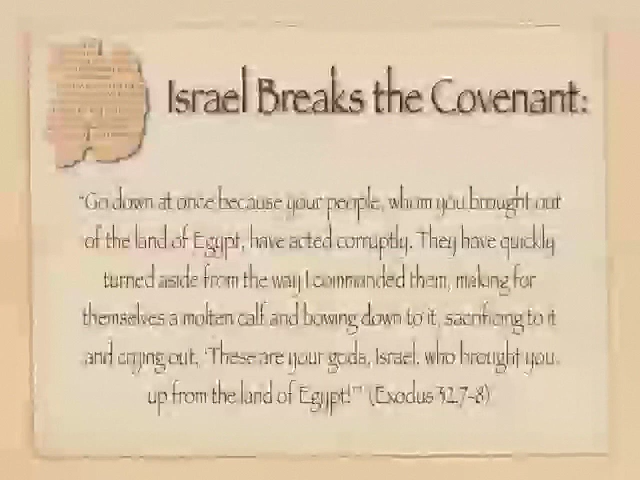 Israel Breaks the Covenant:
"Go down at once because your people, whom you brought out
of the land of Egypt, have acted corruptly. They have quickly
turned aside from the way I commanded them, making for
themselves a molten calf and bowing down to it, sacrificing to it
and crying out, 'These are your gods, Israel, who brought you
up from the land of Egypt!'" (Exodus 32.7-8)